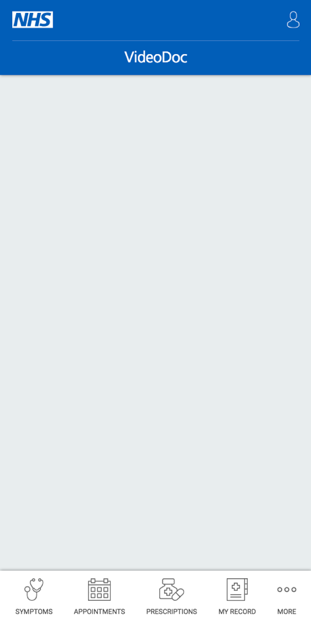 NHS
VideoDoc
SYMPTOMS
APPOINTMENTS
PRESCRIPTIONS
MY RECORD
MORE